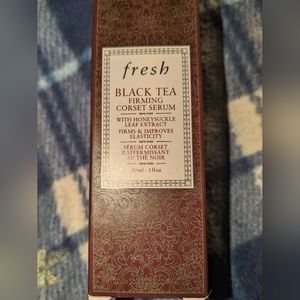 fresh
BLACK TEA
FIRMING
CORSET SERUM
WITH HONEYSUCKLE
LEAF EXTRACT
FIRMS & IMPROVES
ELASTICITY
SÉRUM CORSET
RAFFERMISSANT
AU THÉ NOIR
30 ml - 1 fl oz